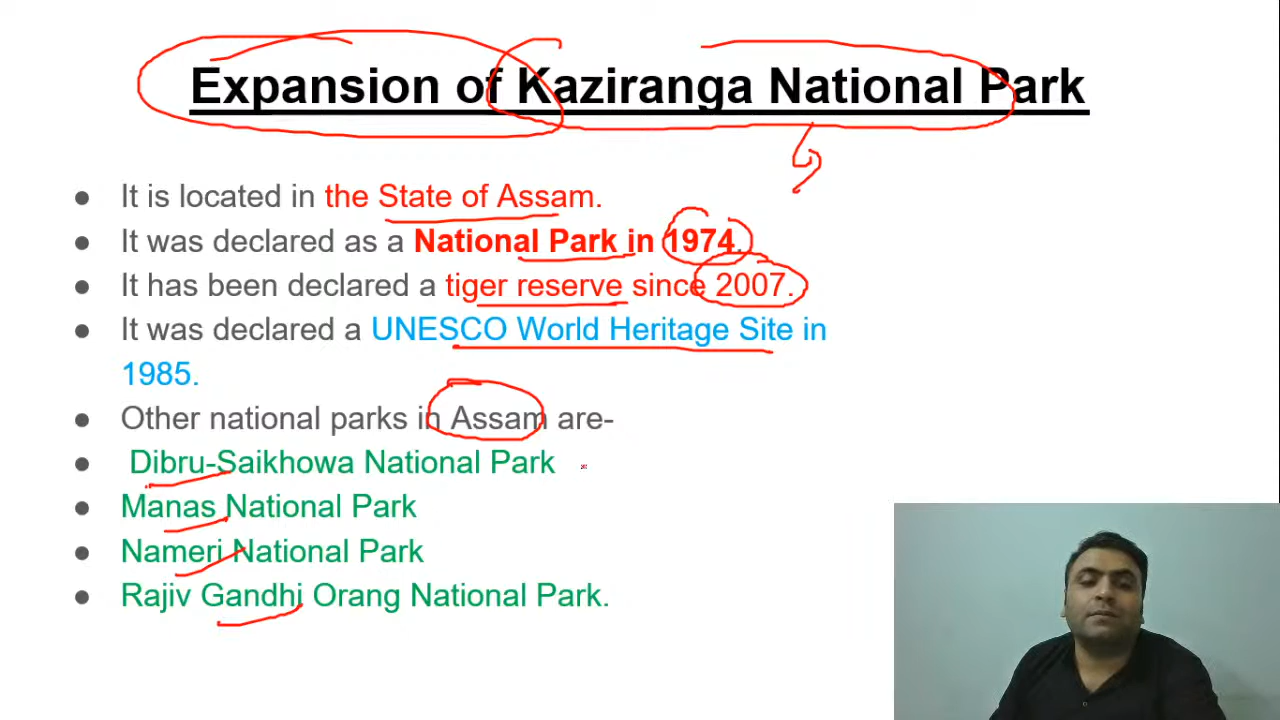 Expansion of Kaziranga National Park
● It is located in the State of Assam.
● It was declared as a National Park in 1974.
● It has been declared a tiger reserve since 2007.
● It was declared a UNESCO World Heritage Site in
1985.
● Other national parks in Assam are-
● Dibru-Saikhowa National Park
● Manas National Park
● Nameri National Park
● Rajiv Gandhi Orang National Park.